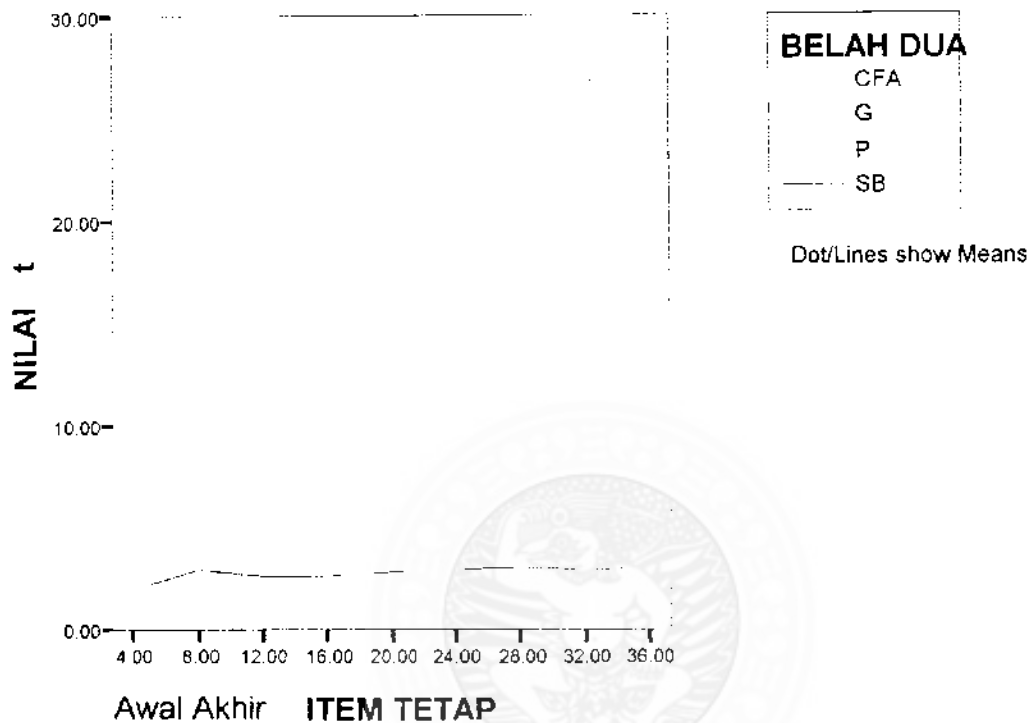 30.00
20.00
10.00
0.00
NILAI t
4.00 8.00 12.00 16.00 20.00 24.00 28.00 32.00 36.00
Awal Akhir ITEM TETAP
BELAH DUA
CFA
G
P
SB
Dot/Lines show Means